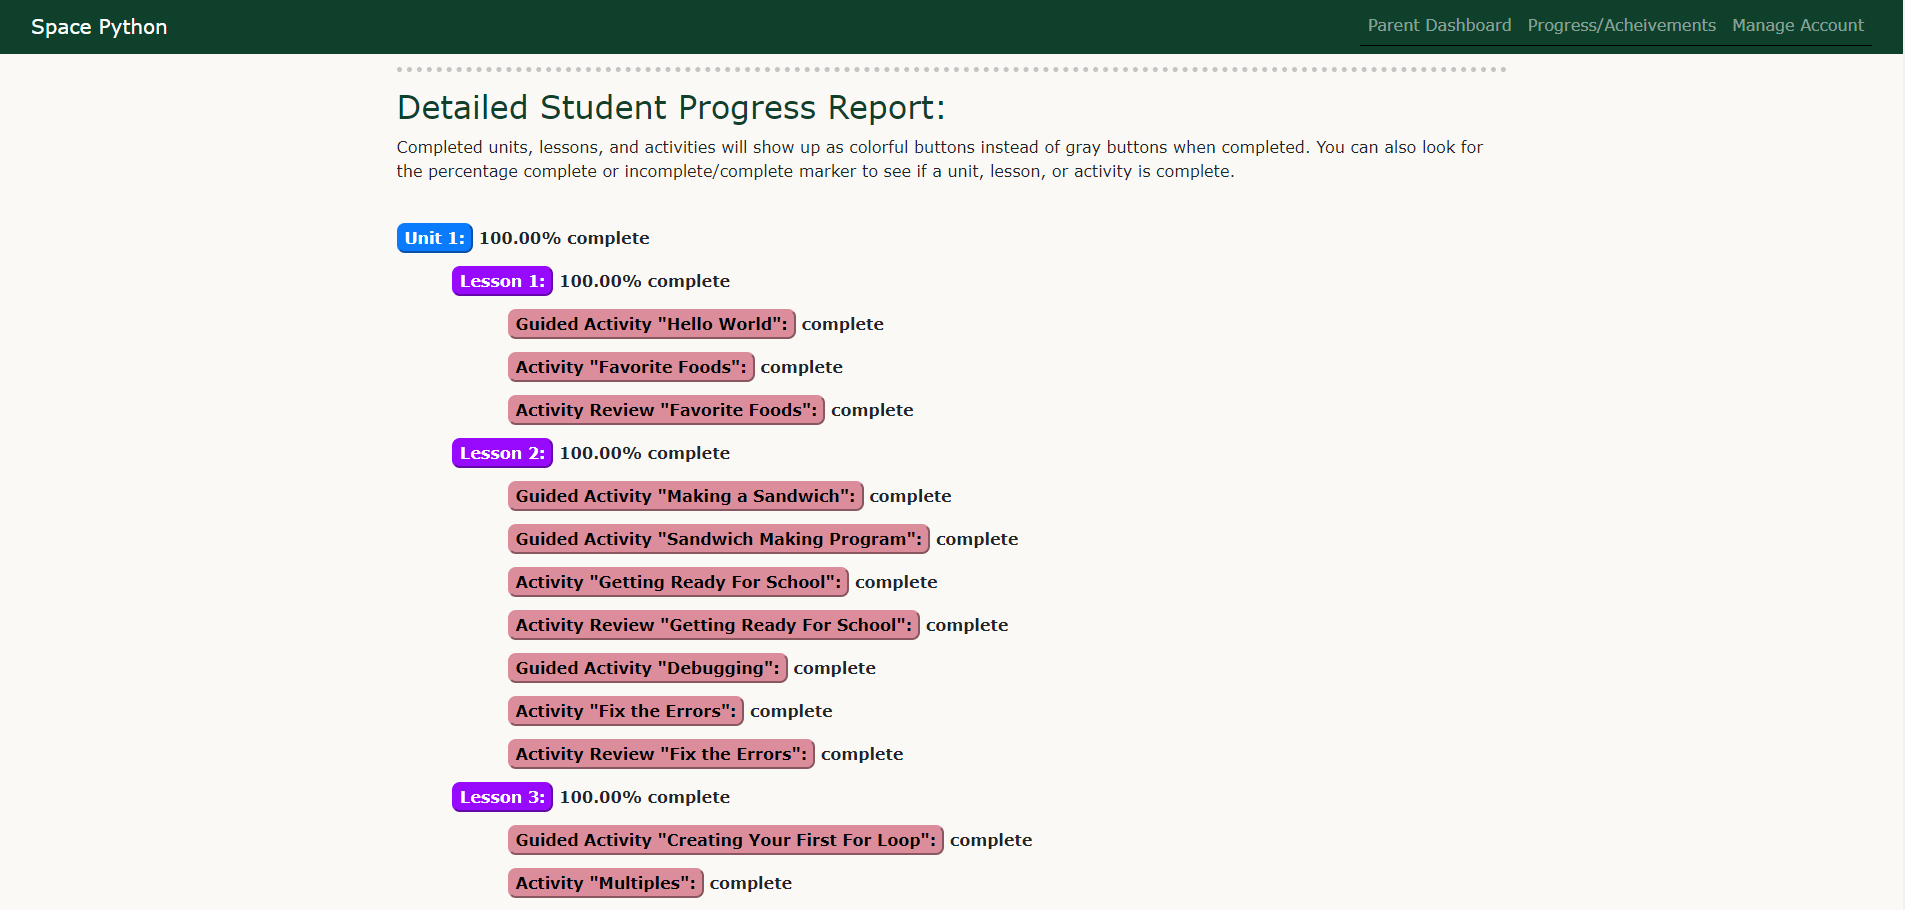 Space Python
Parent Dashboard Progress/Acheivements Manage Account
Detailed Student Progress Report:
Completed units, lessons, and activities will show up as colorful buttons instead of gray buttons when completed. You can also look for
the percentage complete or incomplete/complete marker to see if a unit, lesson, or activity is complete.
Unit 1: 100.00% complete
Lesson 1: 100.00% complete
Guided Activity "Hello World": complete
Activity "Favorite Foods": complete
Activity Review "Favorite Foods": complete
Lesson 2: 100.00% complete
Guided Activity "Making a Sandwich": complete
Guided Activity "Sandwich Making Program": complete
Activity "Getting Ready For School": complete
Activity Review "Getting Ready For School": complete
Guided Activity "Debugging": complete
Activity "Fix the Errors": complete
Activity Review "Fix the Errors": complete
Lesson 3: 100.00% complete
Guided Activity "Creating Your First For Loop": complete
Activity "Multiples": complete